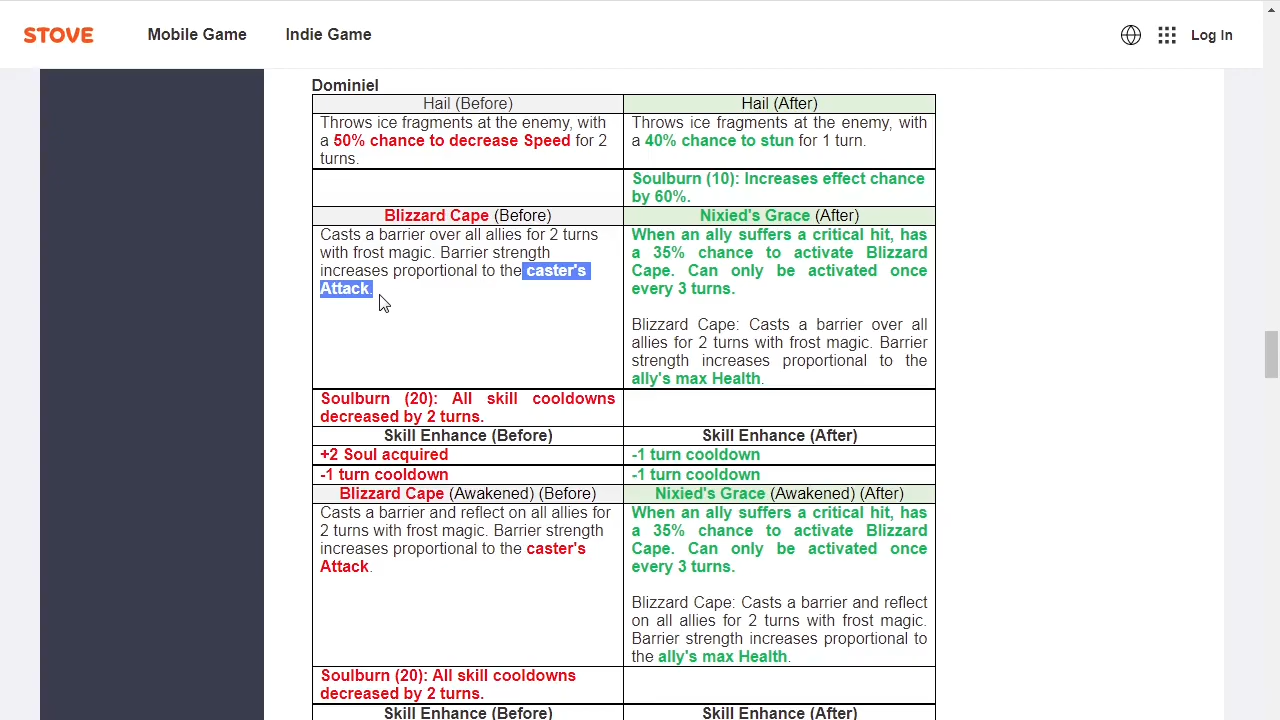 STOVE
Mobile Game
Indie Game
Log In
Dominiel
Hail (Before)
Hail (After)
Throws ice fragments at the enemy, with
a 50% chance to decrease Speed for 2
turns.
Throws ice fragments at the enemy, with
a 40% chance to stun for 1 turn.
Soulburn (10): Increases effect chance
by 60%.
Blizzard Cape (Before)
Nixied's Grace (After)
Casts a barrier over all allies for 2 turns
with frost magic. Barrier strength
increases proportional to the caster's
Attack.
When an ally suffers a critical hit, has
a 35% chance to activate Blizzard
Cape. Can only be activated once
every 3 turns.
Blizzard Cape: Casts a barrier over all
allies for 2 turns with frost magic. Barrier
strength increases proportional to the
ally's max Health.
Soulburn (20): All skill cooldowns
decreased by 2 turns.
Skill Enhance (Before)
Skill Enhance (After)
+2 Soul acquired
-1 turn cooldown
-1 turn cooldown
-1 turn cooldown
Blizzard Cape (Awakened) (Before)
Nixied's Grace (Awakened) (After)
Casts a barrier and reflect on all allies for
2 turns with frost magic. Barrier strength
increases proportional to the caster's
Attack.
When an ally suffers a critical hit, has
a 35% chance to activate Blizzard
Cape. Can only be activated once
every 3 turns.
Blizzard Cape: Casts a barrier and reflect
on all allies for 2 turns with frost magic.
Barrier strength increases proportional to
the ally's max Health.
Soulburn (20): All skill cooldowns
decreased by 2 turns.
Skill Enhance (Before)
Skill Enhance (After)